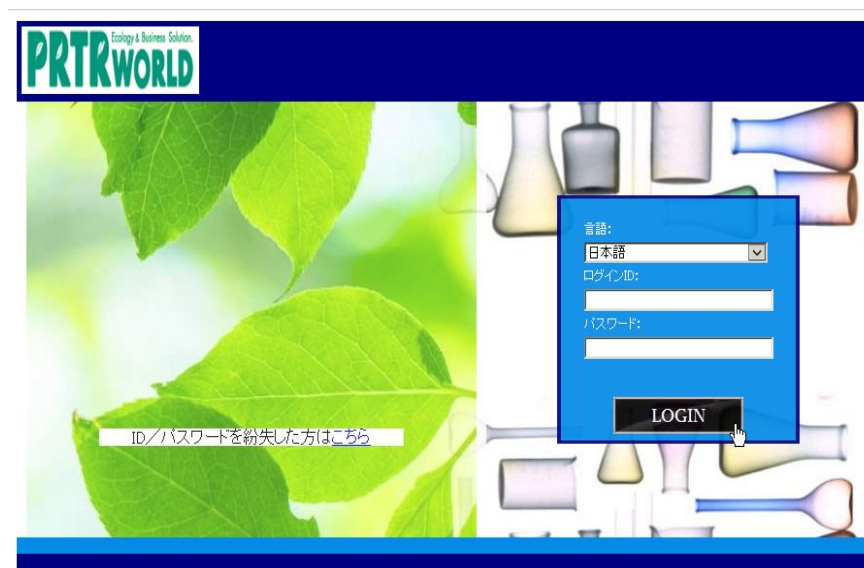 Ecology & Business Solution.
PRTRWORLD
言語:
日本語
ログインID:
パスワード:
LOGIN
ID／パスワードを紛失した方はこちら